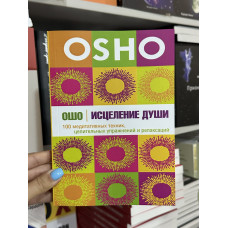 OSHO
ОШО | ИСЦЕЛЕНИЕ ДУШИ
100 медитативных техник,
целительных упражнений и релаксаций